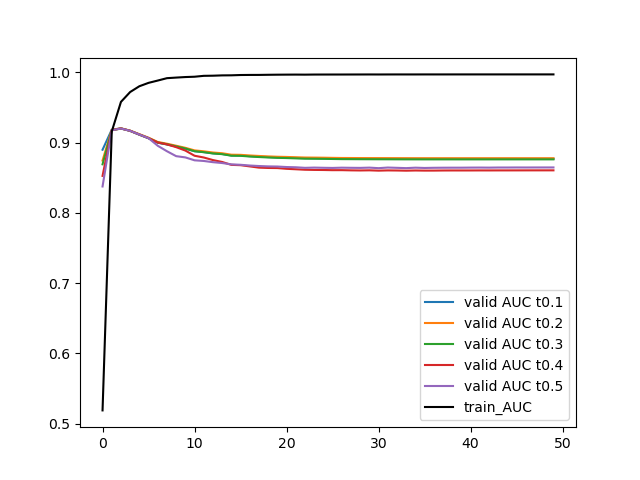 1.0
0.9
0.8
0.7
0.6
0.5
0 10 20 30 40 50
valid AUC t0.1
valid AUC t0.2
valid AUC t0.3
valid AUC t0.4
valid AUC t0.5
train_AUC